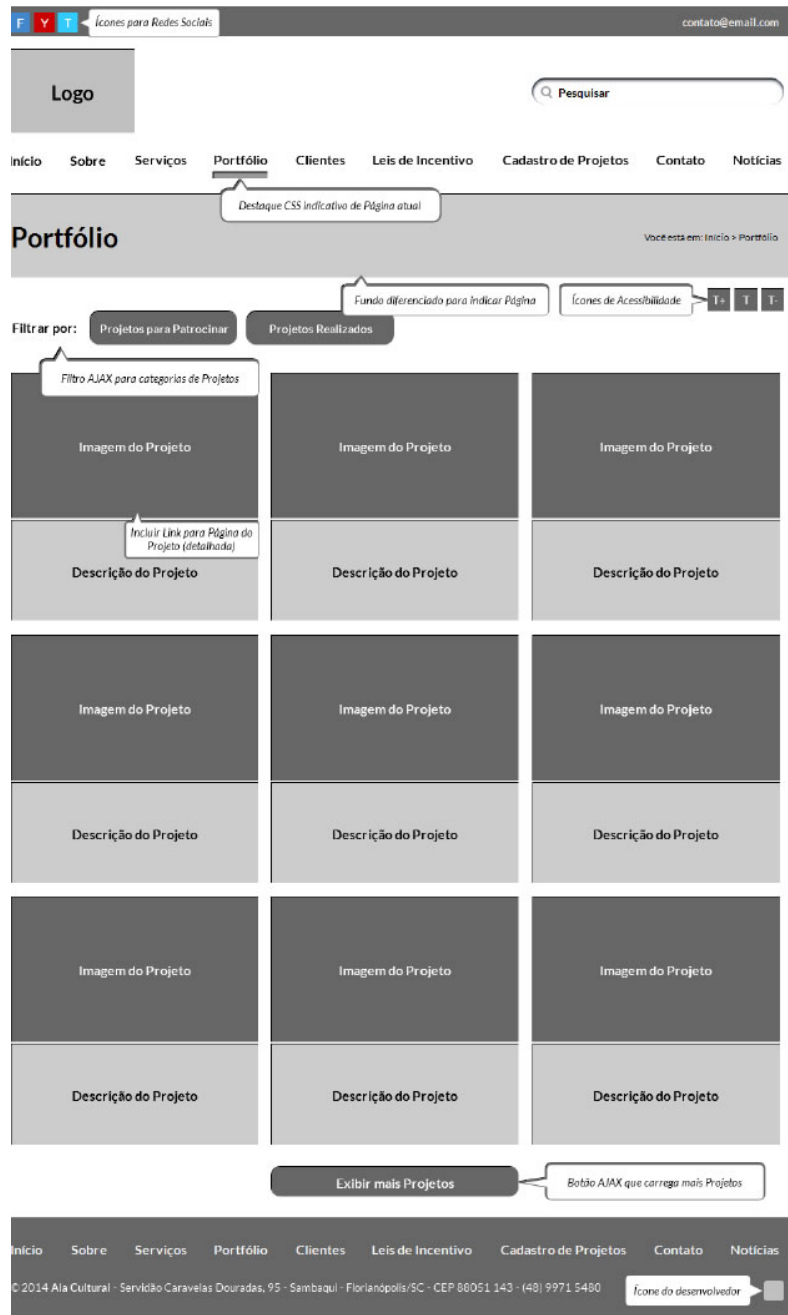 F Y T Ícones para Redes Sociais contato@email.com
Logo
Pesquisar
Início Sobre Serviços Portfólio Clientes Leis de Incentivo Cadastro de Projetos Contato Notícias
Destaque CSS indicativo de Página atual
Portfólio
Você está em: Início > Portfólio
Fundo diferenciado para indicar Página
Ícones de Acessibilidade
T+ T T-
Filtrar por: Projetos para Patrocinar Projetos Realizados
Filtro AJAX para categorias de Projetos
Imagem do Projeto Imagem do Projeto Imagem do Projeto
Incluir Link para Página do
Projeto (detalhada)
Descrição do Projeto Descrição do Projeto Descrição do Projeto
Imagem do Projeto Imagem do Projeto Imagem do Projeto
Descrição do Projeto Descrição do Projeto Descrição do Projeto
Imagem do Projeto Imagem do Projeto Imagem do Projeto
Descrição do Projeto Descrição do Projeto Descrição do Projeto
Exibir mais Projetos
Botão AJAX que carrega mais Projetos
Início Sobre Serviços Portfólio Clientes Leis de Incentivo Cadastro de Projetos Contato Notícias
© 2014 Ala Cultural - Servidão Caravelas Douradas, 95 - Sambaqui - Florianópolis/SC - CEP 88051 143 - (48) 9971 5480
Ícone do desenvolvedor